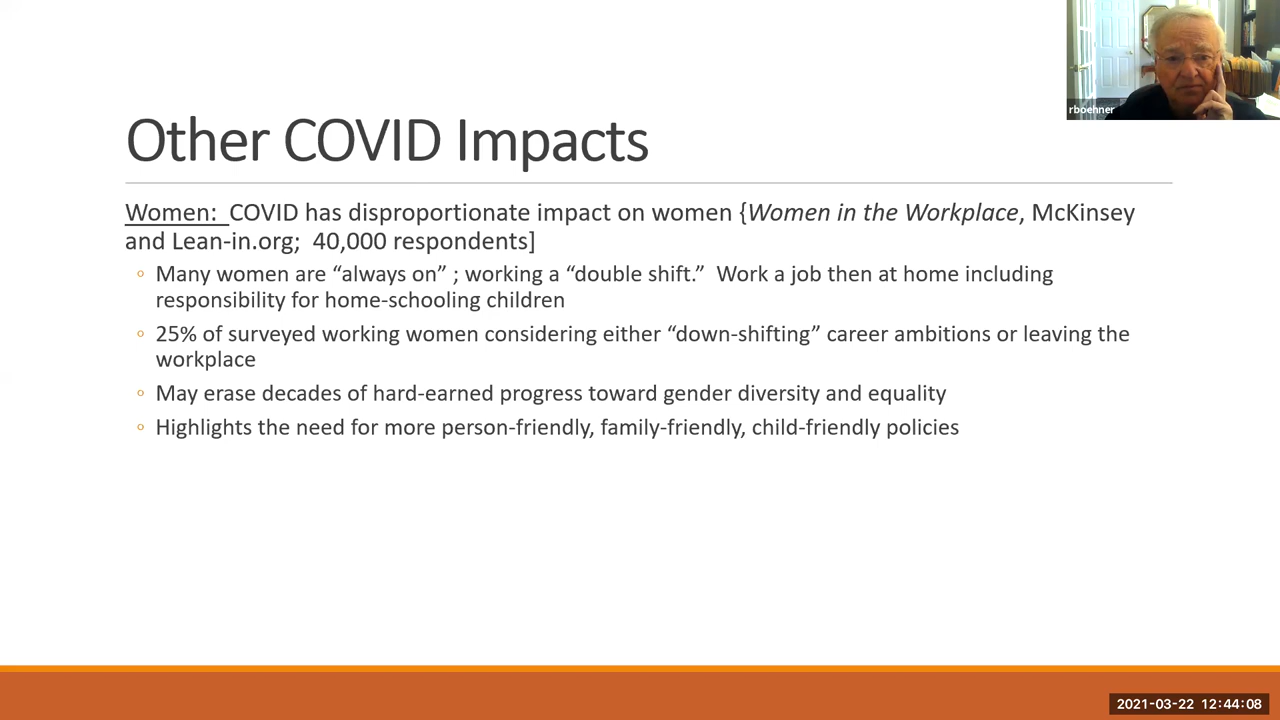 rboehner
Other COVID Impacts
Women:  COVID has disproportionate impact on women {Women in the Workplace, McKinsey
and Lean-in.org;  40,000 respondents]
◦ Many women are “always on” ; working a “double shift.”  Work a job then at home including
responsibility for home-schooling children
◦ 25% of surveyed working women considering either “down-shifting” career ambitions or leaving the
workplace
◦ May erase decades of hard-earned progress toward gender diversity and equality
◦ Highlights the need for more person-friendly, family-friendly, child-friendly policies
2021-03-22 12:44:08